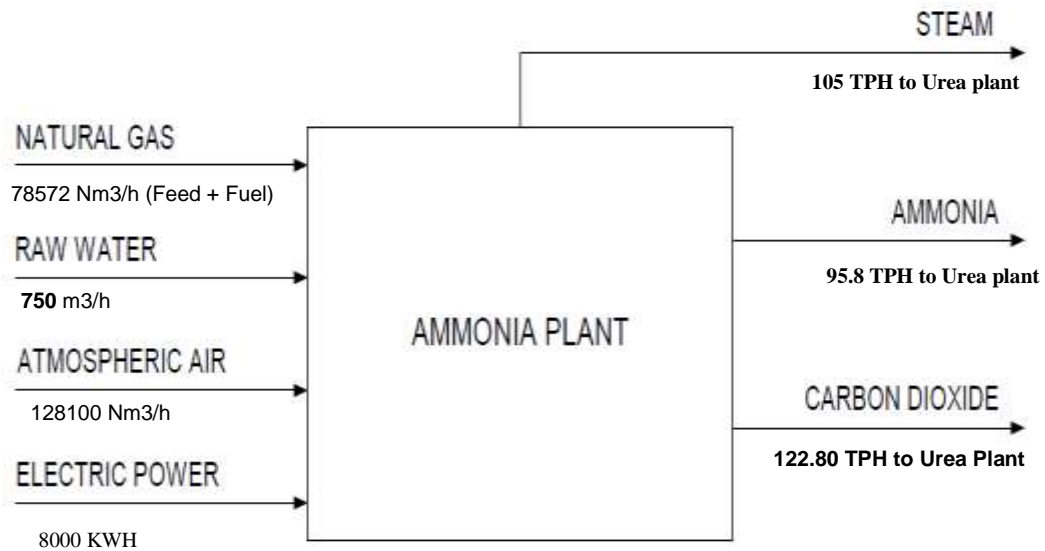 STEAM
105 TPH to Urea plant
NATURAL GAS
78572 Nm3/h (Feed + Fuel)
AMMONIA
RAW WATER
95.8 TPH to Urea plant
750 m3/h
AMMONIA PLANT
ATMOSPHERIC AIR
128100 Nm3/h
CARBON DIOXIDE
122.80 TPH to Urea Plant
ELECTRIC POWER
8000 KWH